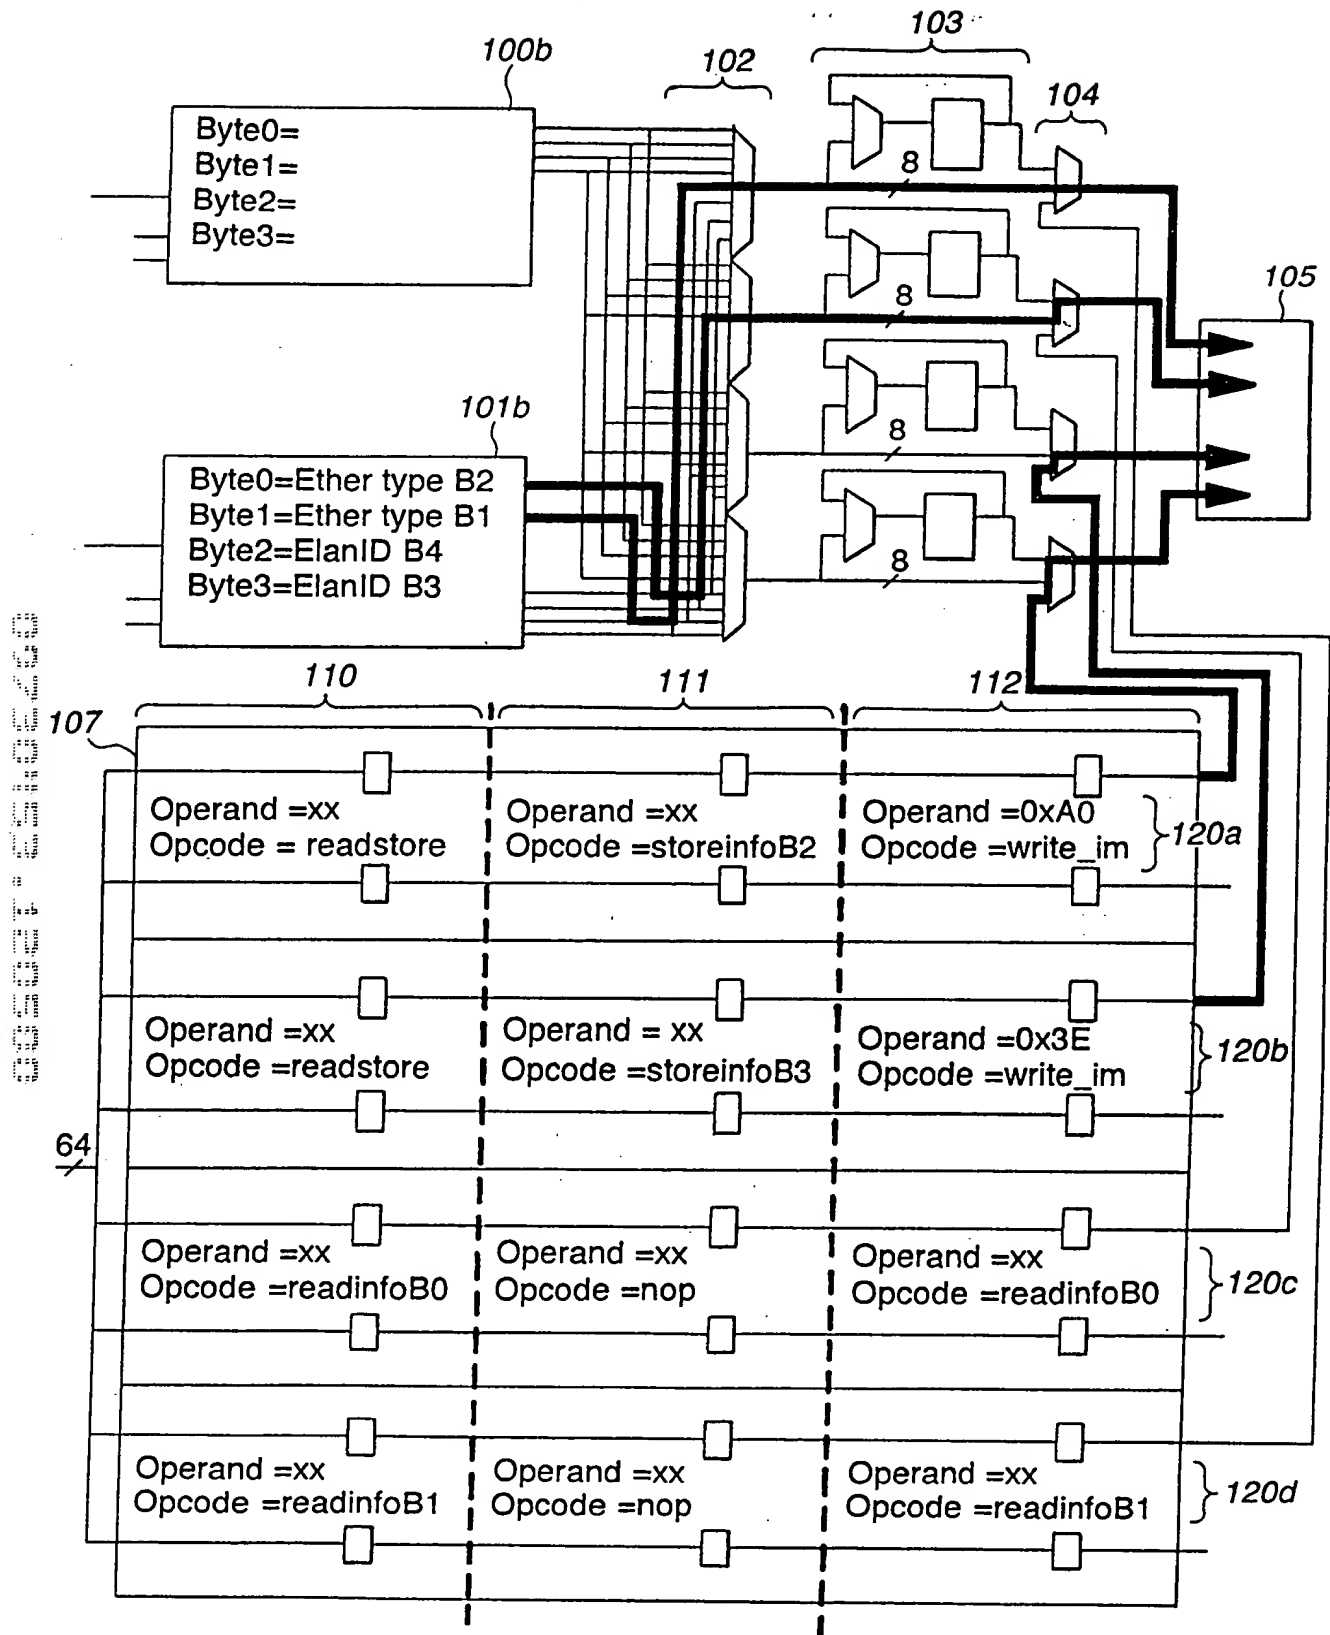 103
100b
102
104
Byte0=
Byte1=
Byte2=
Byte3=
8
105
8
101b
8
Byte0=Ether type B2
Byte1=Ether type B1
Byte2=ElanID B4
Byte3=ElanID B3
8
110
111
112
107
Operand =xx
Opcode = readstore
Operand =xx
Opcode =storeinfoB2
Operand =0xA0
Opcode =write_im
120a
Operand =xx
Opcode =readstore
Operand = xx
Opcode =storeinfoB3
Operand =0x3E
Opcode =write_im
120b
64
Operand =xx
Opcode =readinfoB0
Operand =xx
Opcode =nop
Operand =xx
Opcode =readinfoB0
120c
Operand =xx
Opcode =readinfoB1
Operand =xx
Opcode =nop
Operand =xx
Opcode =readinfoB1
120d